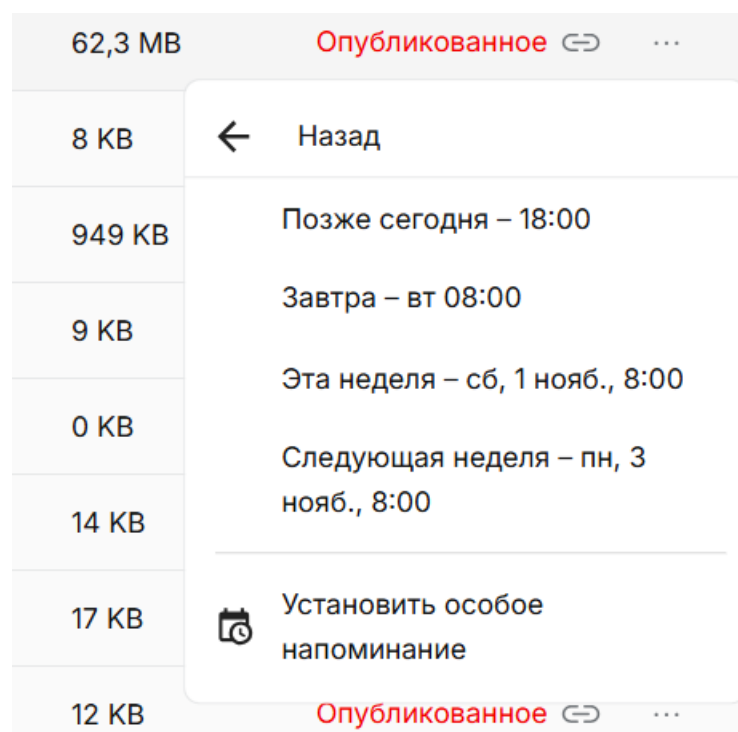 62,3 MB Опубликованное ...
8 KB
Назад
949 KB
Позже сегодня – 18:00
Завтра – вт 08:00
9 KB
Эта неделя – сб, 1 нояб., 8:00
0 KB
Следующая неделя – пн, 3
нояб., 8:00
14 KB
17 KB
Установить особое
напоминание
12 KB Опубликованное ...